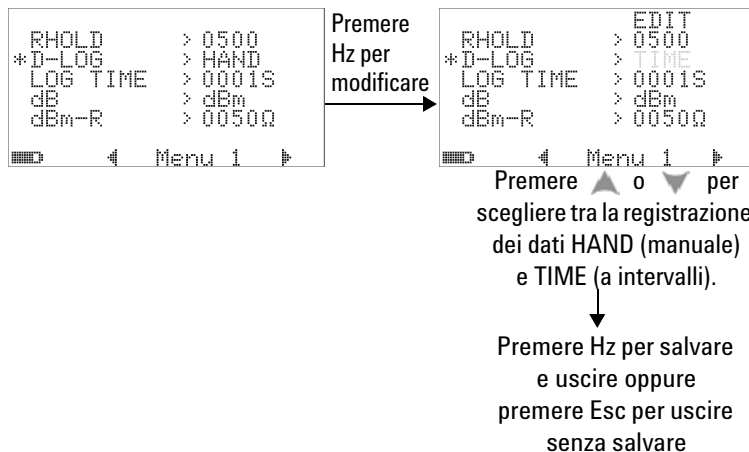 RHOLD > 0500
*D-LOG > HAND
LOG TIME > 0001S
dB > dBm
dBm-R > 0050Ω
Menu 1
Premere
Hz per
modificare
EDIT
RHOLD > 0500
*D-LOG > TIME
LOG TIME > 0001S
dB > dBm
dBm-R > 0050Ω
Menu 1
Premere o per
scegliere tra la registrazione
dei dati HAND (manuale)
e TIME (a intervalli).
Premere Hz per salvare
e uscire oppure
premere Esc per uscire
senza salvare